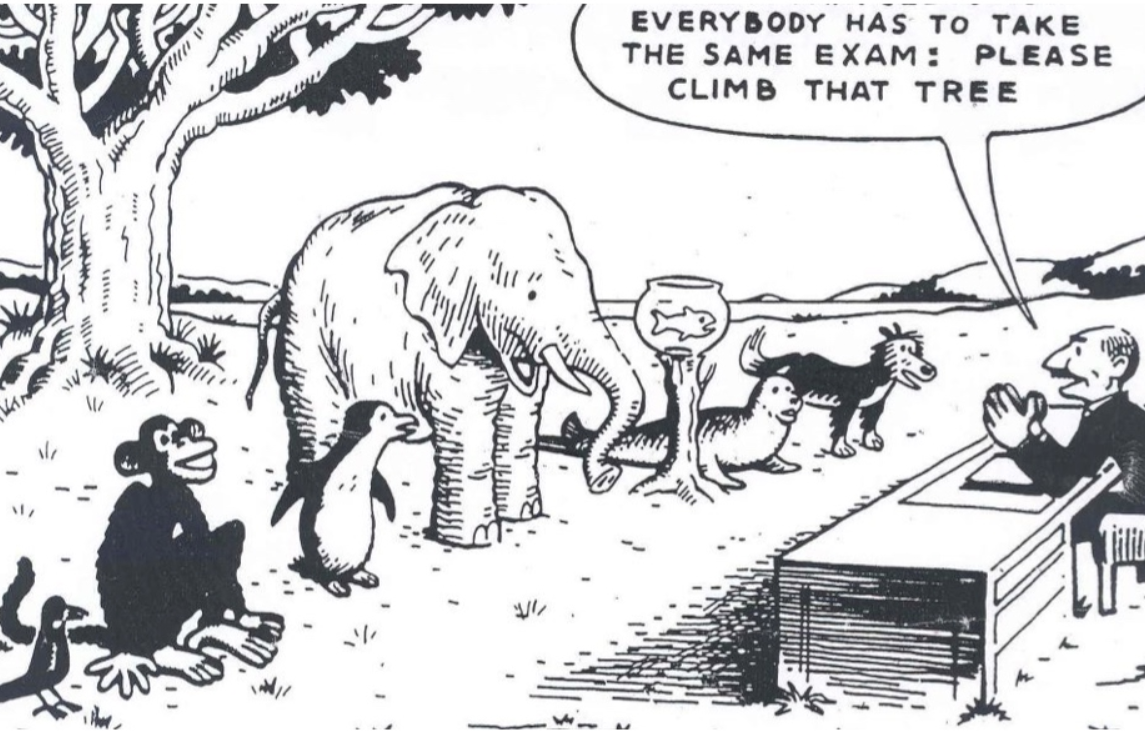 EVERYBODY HAS TO TAKE
THE SAME EXAM: PLEASE
CLIMB THAT TREE